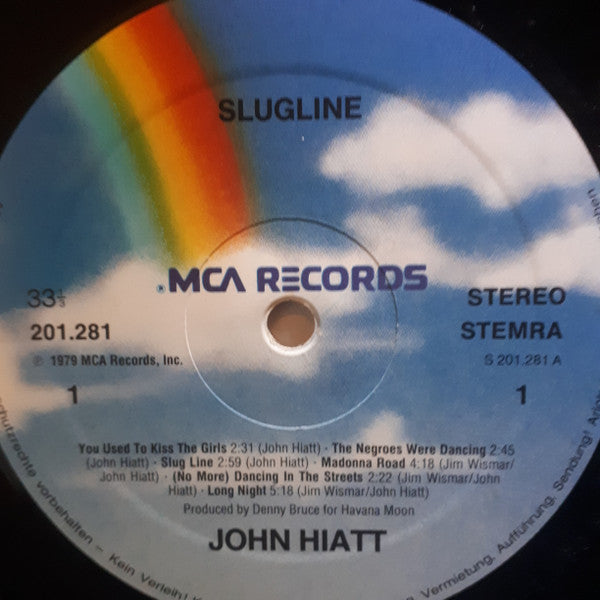 SLUGLINE
MCA RECORDS
33⅓
STEREO
201.281
STEMRA
℗ 1979 MCA Records, Inc.
S 201.281 A
1
1
You Used To Kiss The Girls 2:31 (John Hiatt) · The Negroes Were Dancing 2:45
(John Hiatt) · Slug Line 2:59 (John Hiatt) · Madonna Road 4:18 (Jim Wismar/
John Hiatt) · (No More) Dancing In The Streets 2:22 (Jim Wismar/John
Hiatt) · Long Night 5:18 (Jim Wismar/John Hiatt)
Produced by Denny Bruce for Havana Moon
JOHN HIATT
vorbehalten – Kein Verleih!
Vermietung, Aufführung, Sendung!